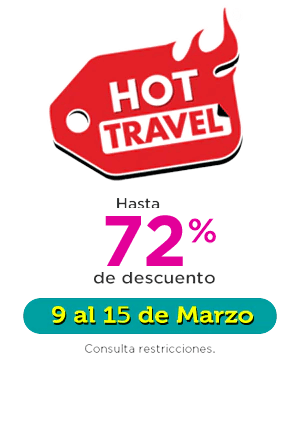 HOT
TRAVEL
Hasta
72%
de descuento
9 al 15 de Marzo
Consulta restricciones.